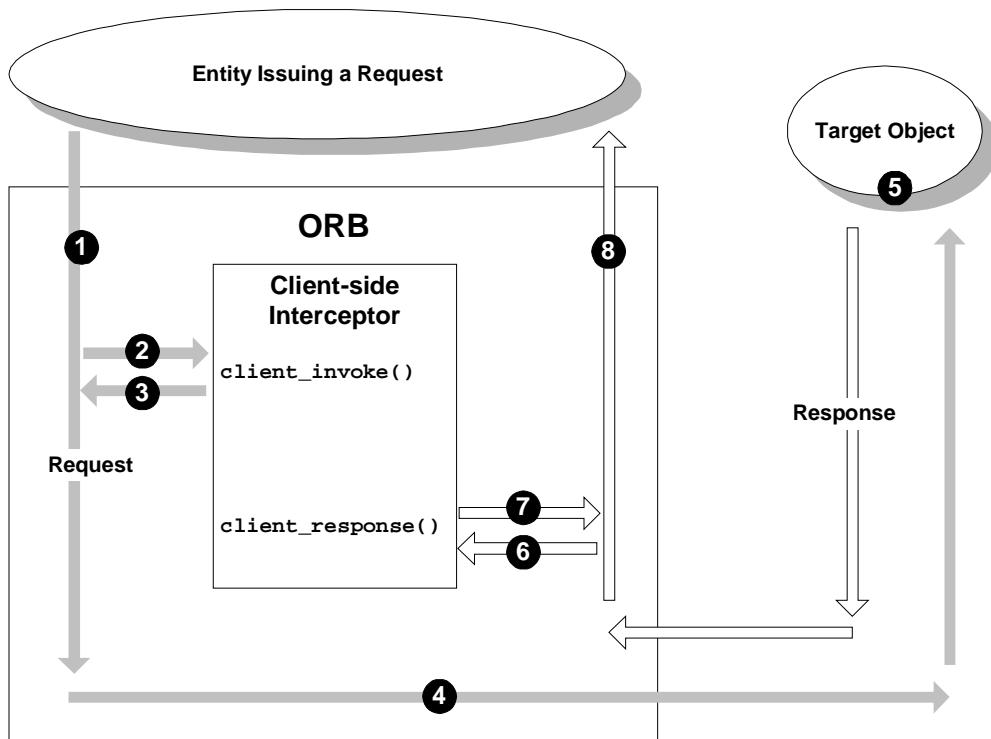 Entity Issuing a Request
Target Object
5
ORB
1
8
Client-side
Interceptor
2
client_invoke()
3
Response
Request
7
client_response()
6
4